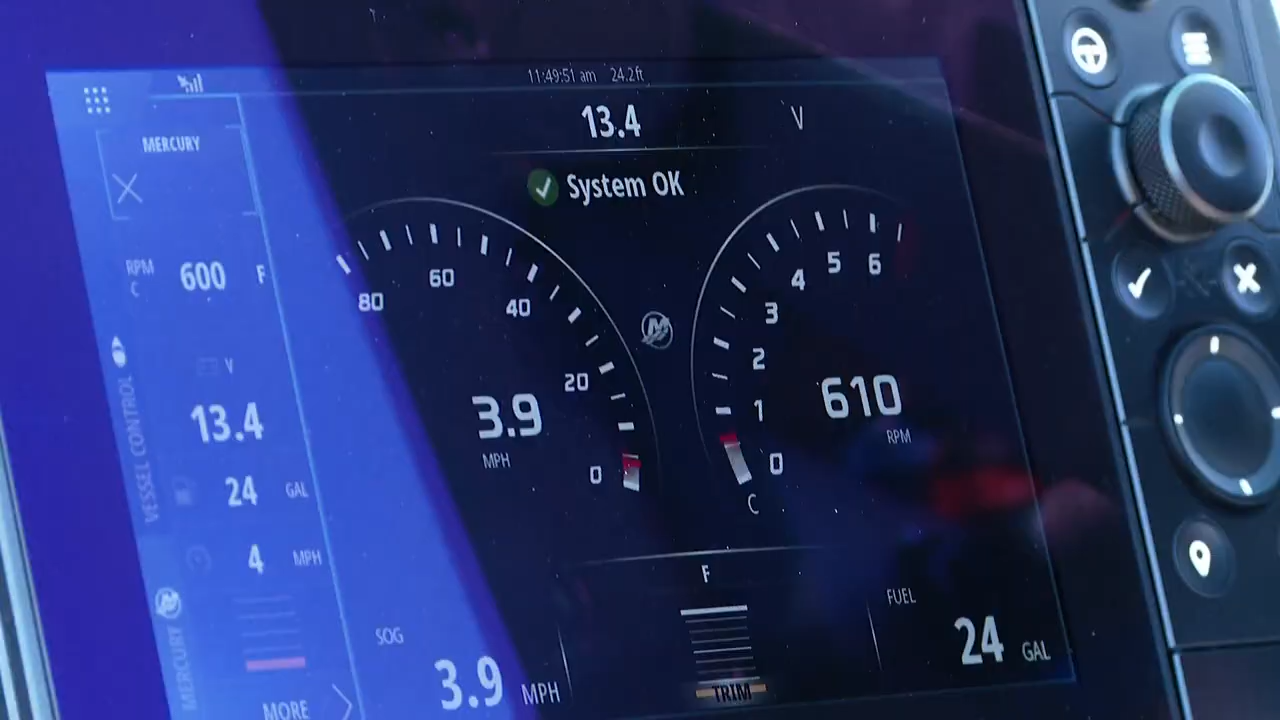 11:49:51 am 24.2ft
13.4 V
System OK
MERCURY
RPM 600 F
C
V
13.4
24 GAL
4 MPH
VESSEL CONTROL
MERCURY
MORE
80 60 40 20 0
3.9
MPH
0 1 2 3 4 5 6
610
RPM
C
F
TRIM
SOG
3.9 MPH
FUEL
24 GAL